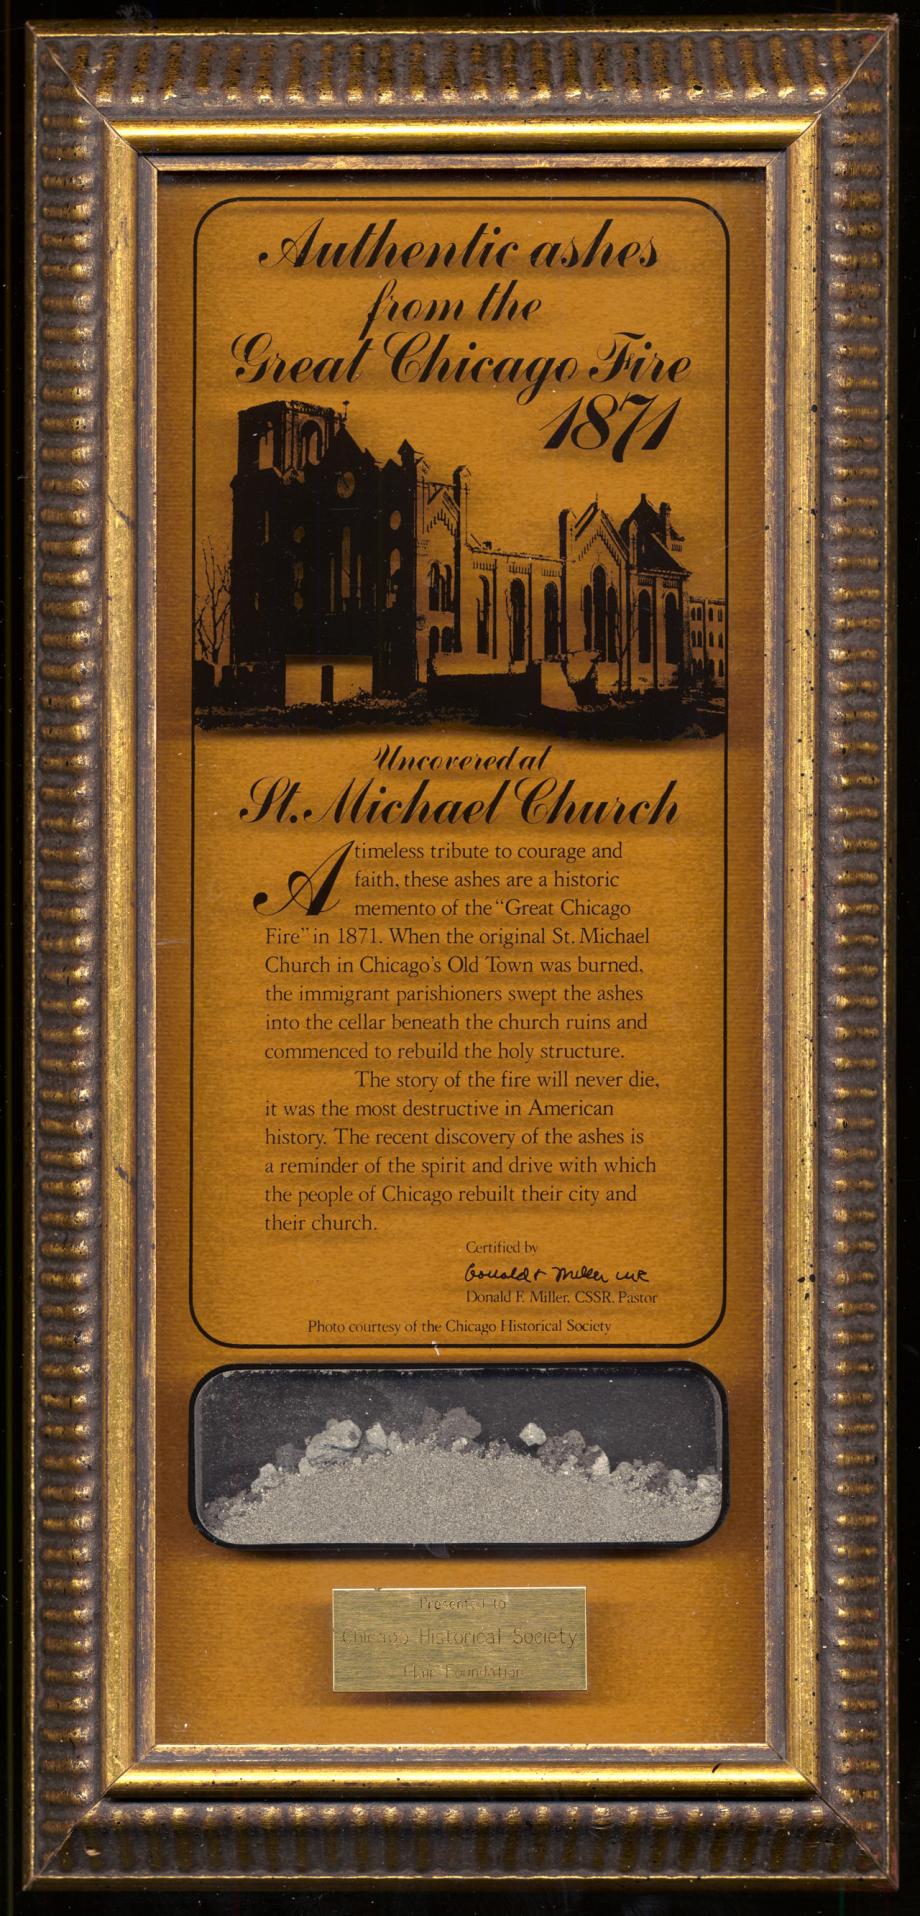 Authentic ashes
from the
Great Chicago Fire
1871
Uncovered at
St. Michael Church
A timeless tribute to courage and
faith, these ashes are a historic
memento of the “Great Chicago
Fire” in 1871. When the original St. Michael
Church in Chicago's Old Town was burned,
the immigrant parishioners swept the ashes
into the cellar beneath the church ruins and
commenced to rebuild the holy structure.
The story of the fire will never die,
it was the most destructive in American
history. The recent discovery of the ashes is
a reminder of the spirit and drive with which
the people of Chicago rebuilt their city and
their church.
Certified by
Donald F. Miller
Donald F. Miller, CSSR, Pastor
Photo courtesy of the Chicago Historical Society
Presented to
Chicago Historical Society
Foundation